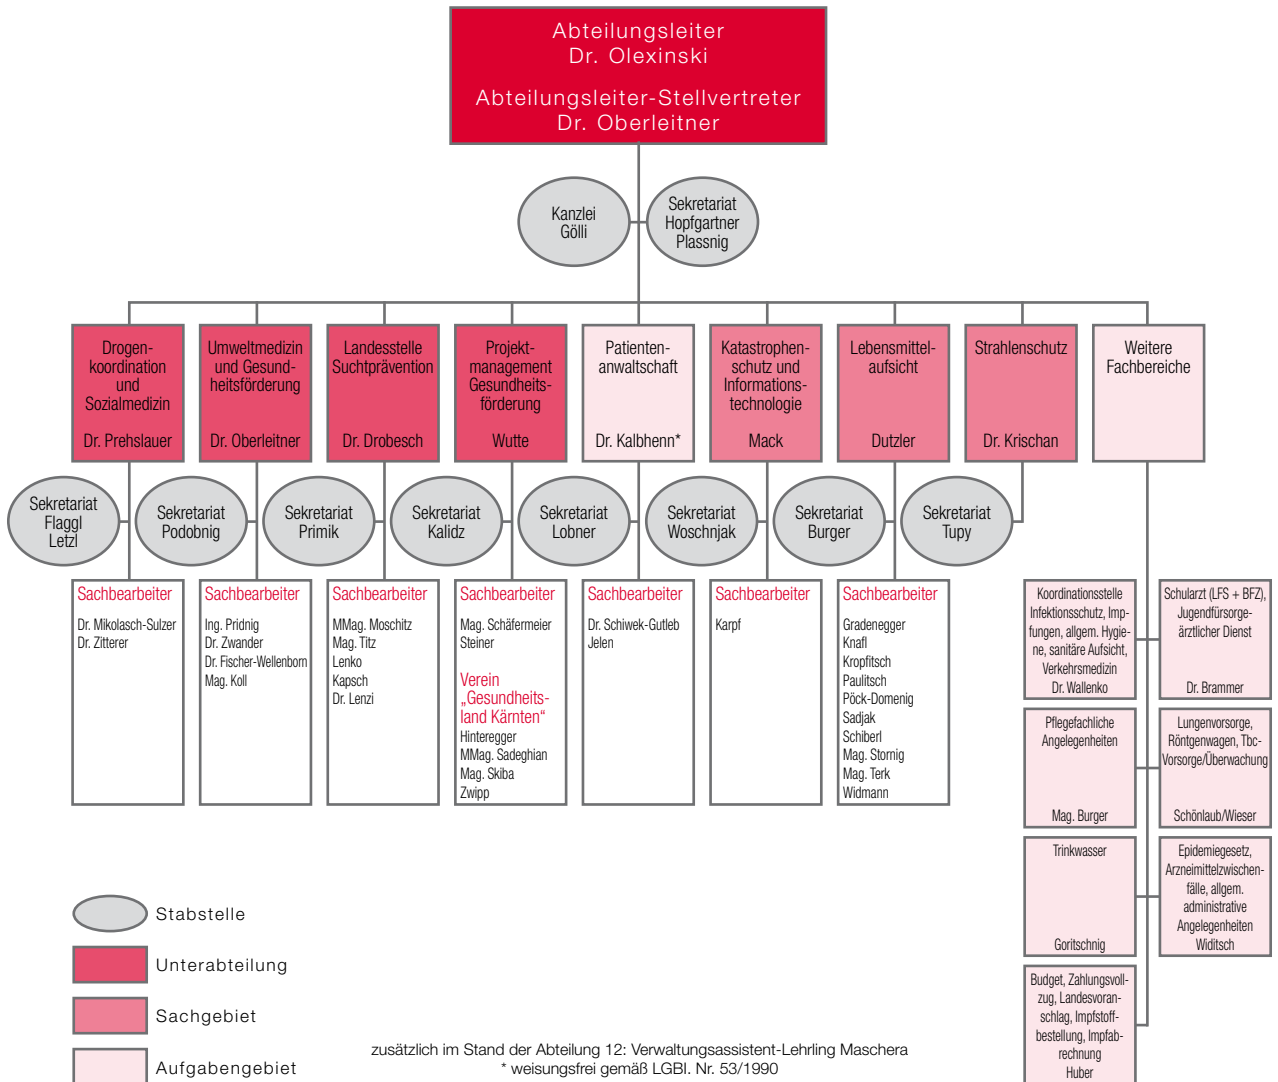 Abteilungsleiter
Dr. Olexinski
Abteilungsleiter-Stellvertreter
Dr. Oberleitner
Kanzlei
Gölli
Sekretariat
Hopfgartner
Plassnig
Drogen-
koordination
und
Sozialmedizin
Dr. Prehslauer
Umweltmedizin
und Gesund-
heitsförderung
Dr. Oberleitner
Landesstelle
Suchtprävention
Dr. Drobesch
Projekt-
management
Gesundheits-
förderung
Wutte
Patienten-
anwaltschaft
Dr. Kalbhenn*
Katastrophen-
schutz und
Informations-
technologie
Mack
Lebensmittel-
aufsicht
Dutzler
Strahlenschutz
Dr. Krischan
Weitere
Fachbereiche
Sekretariat
Flaggl
Letzl
Sekretariat
Podobnig
Sekretariat
Primik
Sekretariat
Kalidz
Sekretariat
Lobner
Sekretariat
Woschnjak
Sekretariat
Burger
Sekretariat
Tupy
Sachbearbeiter
Dr. Mikolasch-Sulzer
Dr. Zitterer
Sachbearbeiter
Ing. Pridnig
Dr. Zwander
Dr. Fischer-Wellenborn
Mag. Koll
Sachbearbeiter
MMag. Moschitz
Mag. Titz
Lenko
Kapsch
Dr. Lenzi
Sachbearbeiter
Mag. Schäfermeier
Steiner
Verein
„Gesundheits-
land Kärnten“
Hinteregger
MMag. Sadeghian
Mag. Skiba
Zwipp
Sachbearbeiter
Dr. Schiwek-Gutleb
Jelen
Sachbearbeiter
Karpf
Sachbearbeiter
Gradenegger
Knafl
Kropfitsch
Paulitsch
Pöck-Domenig
Sadjak
Schiberl
Mag. Stornig
Mag. Terk
Widmann
Koordinationsstelle
Infektionsschutz, Imp-
fungen, allgem. Hygie-
ne, sanitäre Aufsicht,
Verkehrsmedizin
Dr. Wallenko
Schularzt (LFS + BFZ),
Jugendfürsorge-
ärztlicher Dienst
Dr. Brammer
Pflegefachliche
Angelegenheiten
Mag. Burger
Lungenvorsorge,
Röntgenwagen, Tbc-
Vorsorge/Überwachung
Schönlaub/Wieser
Trinkwasser
Goritschnig
Epidemiegesetz,
Arzneimittelzwischen-
fälle, allgem.
administrative
Angelegenheiten
Widitsch
Budget, Zahlungsvoll-
zug, Landesvoran-
schlag, Impfstoff-
bestellung, Impfab-
rechnung
Huber
Stabstelle
Unterabteilung
Sachgebiet
Aufgabengebiet
zusätzlich im Stand der Abteilung 12: Verwaltungsassistent-Lehrling Maschera
* weisungsfrei gemäß LGBl. Nr. 53/1990